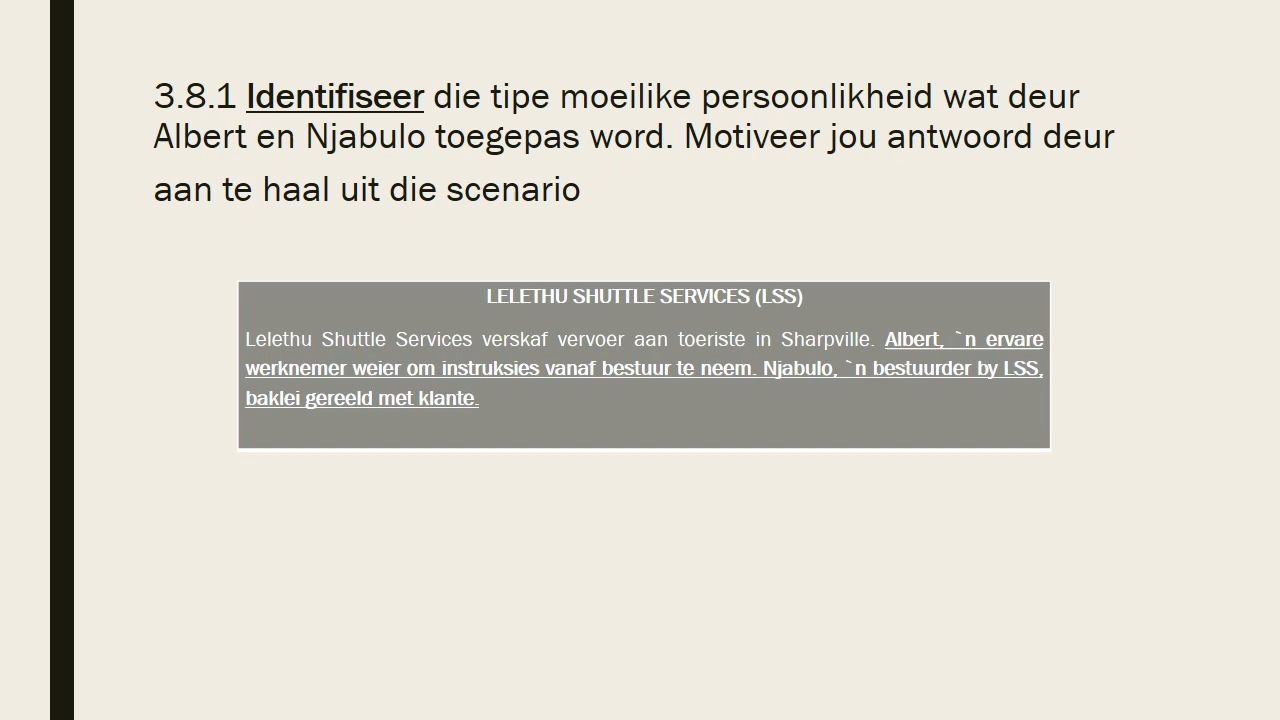 3.8.1 Identifiseer die tipe moeilike persoonlikheid wat deur
Albert en Njabulo toegepas word. Motiveer jou antwoord deur
aan te haal uit die scenario
LELETHU SHUTTLE SERVICES (LSS)
Lelethu Shuttle Services verskaf vervoer aan toeriste in Sharpville. Albert, `n ervare
werknemer weier om instruksies vanaf bestuur te neem. Njabulo, `n bestuurder by LSS,
baklei gereeld met klante.